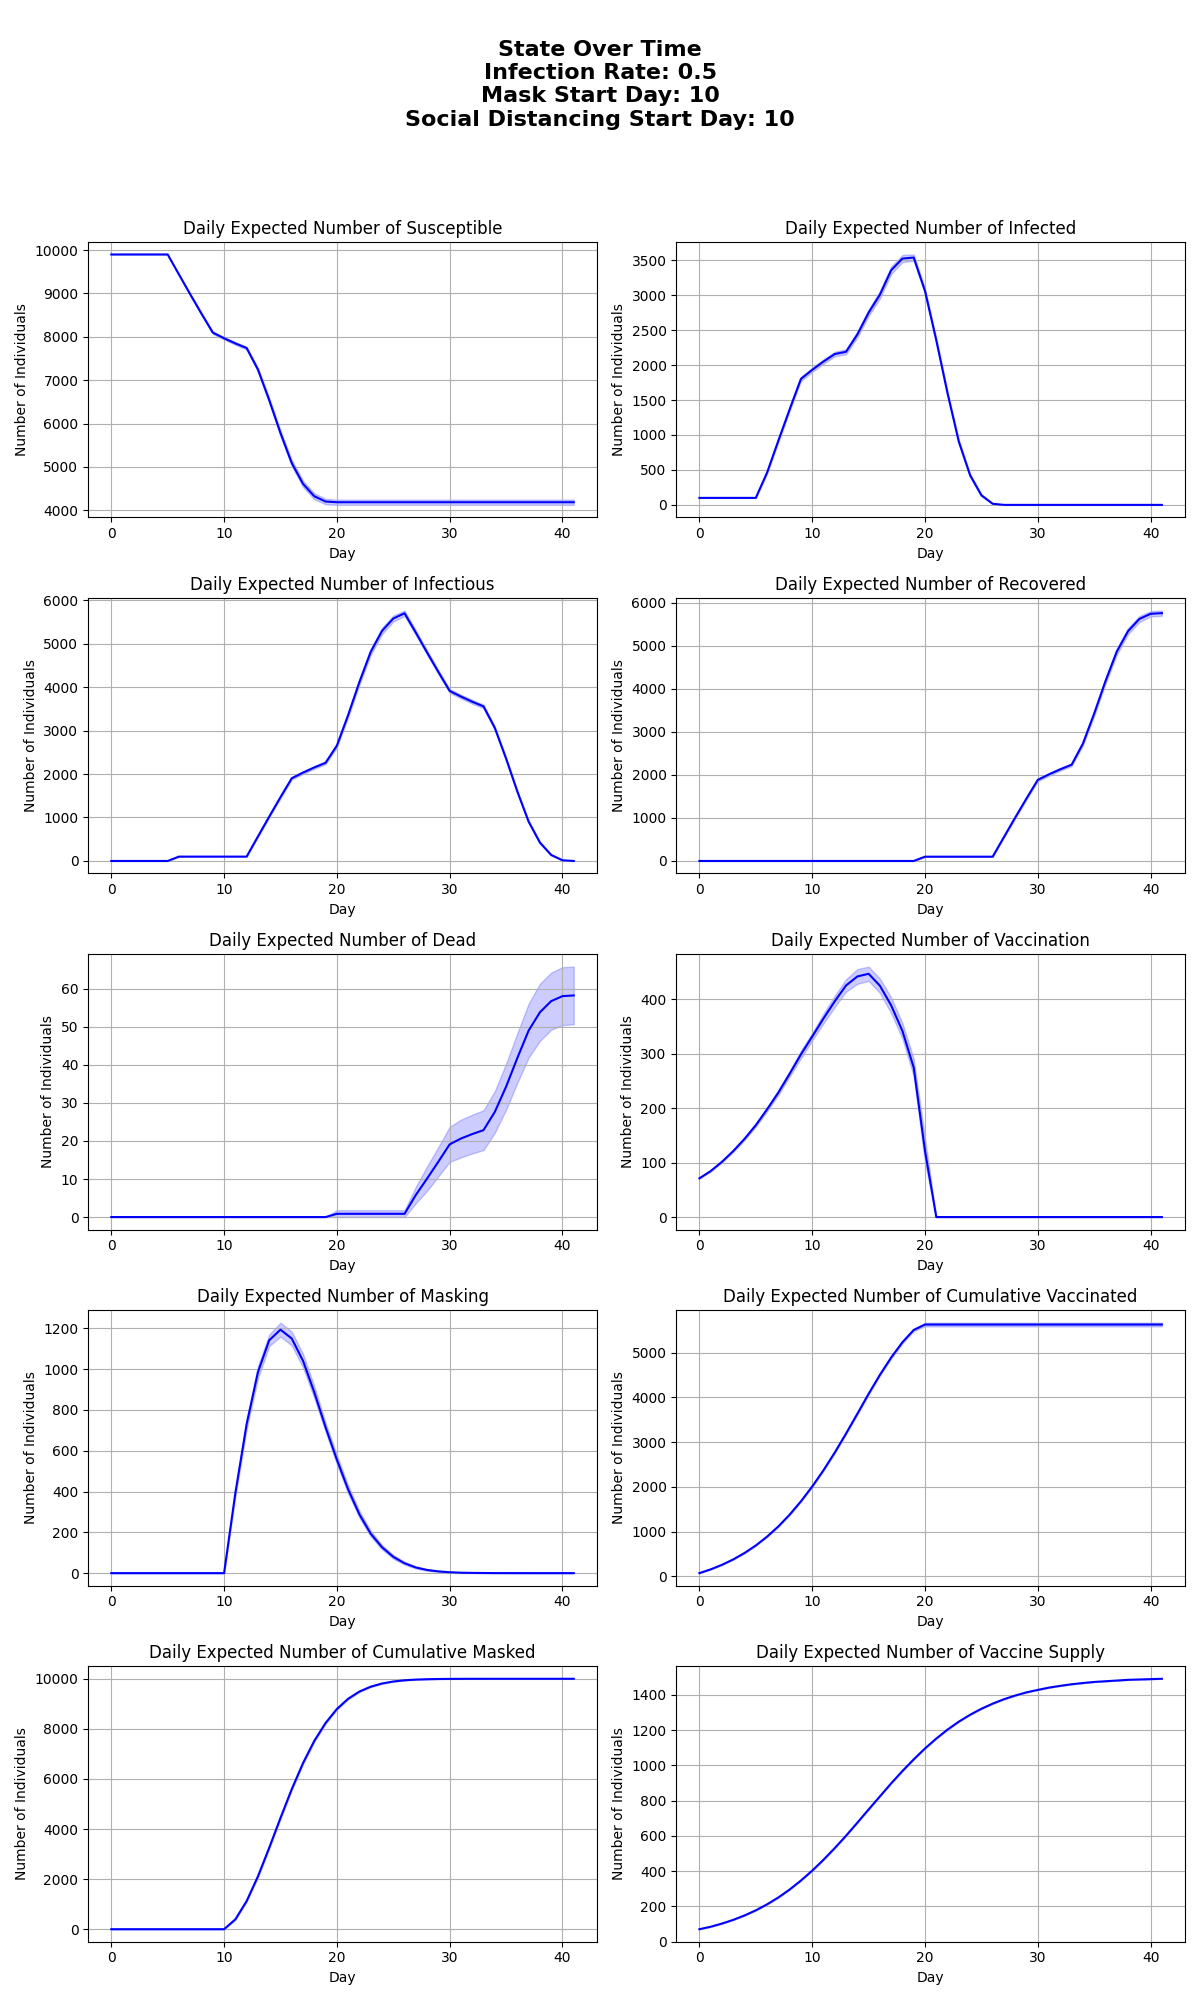 State Over Time
Infection Rate: 0.5
Mask Start Day: 10
Social Distancing Start Day: 10
Daily Expected Number of Susceptible
Number of Individuals
10000
9000
8000
7000
6000
5000
4000
0 10 20 30 40
Day
Daily Expected Number of Infected
Number of Individuals
3500
3000
2500
2000
1500
1000
500
0
0 10 20 30 40
Day
Daily Expected Number of Infectious
Number of Individuals
6000
5000
4000
3000
2000
1000
0
0 10 20 30 40
Day
Daily Expected Number of Recovered
Number of Individuals
6000
5000
4000
3000
2000
1000
0
0 10 20 30 40
Day
Daily Expected Number of Dead
Number of Individuals
60
50
40
30
20
10
0
0 10 20 30 40
Day
Daily Expected Number of Vaccination
Number of Individuals
400
300
200
100
0
0 10 20 30 40
Day
Daily Expected Number of Masking
Number of Individuals
1200
1000
800
600
400
200
0
0 10 20 30 40
Day
Daily Expected Number of Cumulative Vaccinated
Number of Individuals
5000
4000
3000
2000
1000
0
0 10 20 30 40
Day
Daily Expected Number of Cumulative Masked
Number of Individuals
10000
8000
6000
4000
2000
0
0 10 20 30 40
Day
Daily Expected Number of Vaccine Supply
Number of Individuals
1400
1200
1000
800
600
400
200
0
0 10 20 30 40
Day